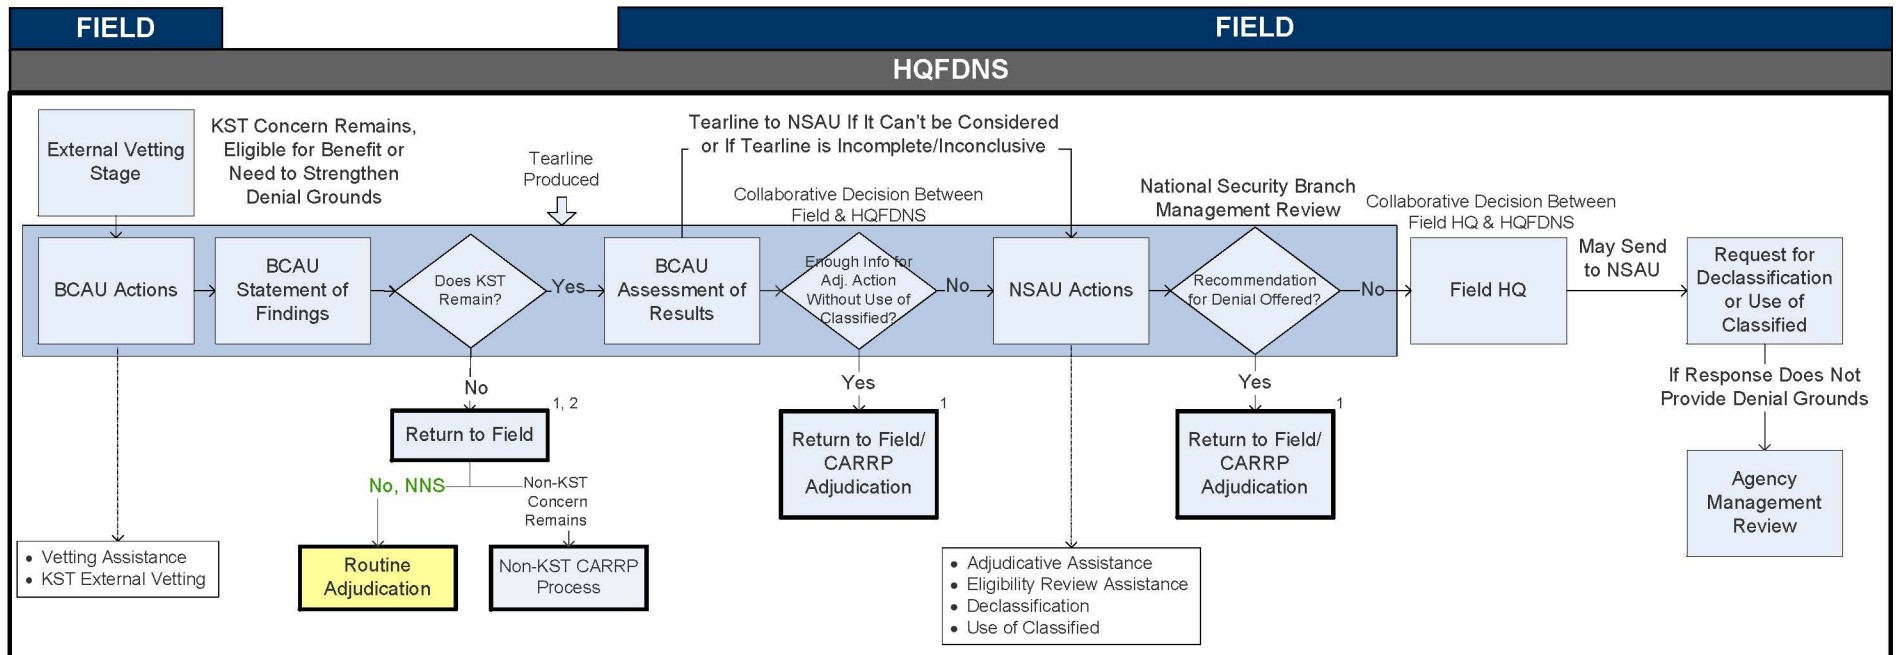 FIELD
FIELD
HQFDNS
External Vetting
Stage
KST Concern Remains,
Eligible for Benefit or
Need to Strengthen
Denial Grounds
Tearline
Produced
Tearline to NSAU If It Can't be Considered
or If Tearline is Incomplete/Inconclusive
Collaborative Decision Between
Field & HQFDNS
National Security Branch
Management Review
Collaborative Decision Between
Field HQ & HQFDNS
BCAU Actions
BCAU
Statement of
Findings
Does KST
Remain?
Yes
BCAU
Assessment of
Results
Enough Info for
Adj. Action
Without Use of
Classified?
No
NSAU Actions
Recommendation
for Denial Offered?
No
Field HQ
May Send
to NSAU
Request for
Declassification
or Use of
Classified
No
1, 2
Return to Field
No, NNS
Non-KST
Concern
Remains
Routine
Adjudication
Non-KST CARRP
Process
Yes
1
Return to Field/
CARRP
Adjudication
Yes
1
Return to Field/
CARRP
Adjudication
If Response Does Not
Provide Denial Grounds
Agency
Management
Review
• Vetting Assistance
• KST External Vetting
• Adjudicative Assistance
• Eligibility Review Assistance
• Declassification
• Use of Classified